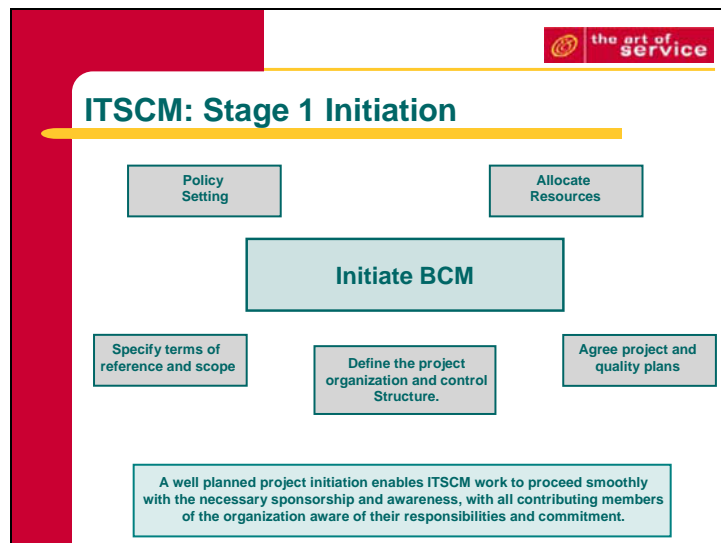 the art of
service
ITSCM: Stage 1 Initiation
Policy
Setting
Allocate
Resources
Initiate BCM
Specify terms of
reference and scope
Define the project
organization and control
Structure.
Agree project and
quality plans
A well planned project initiation enables ITSCM work to proceed smoothly
with the necessary sponsorship and awareness, with all contributing members
of the organization aware of their responsibilities and commitment.